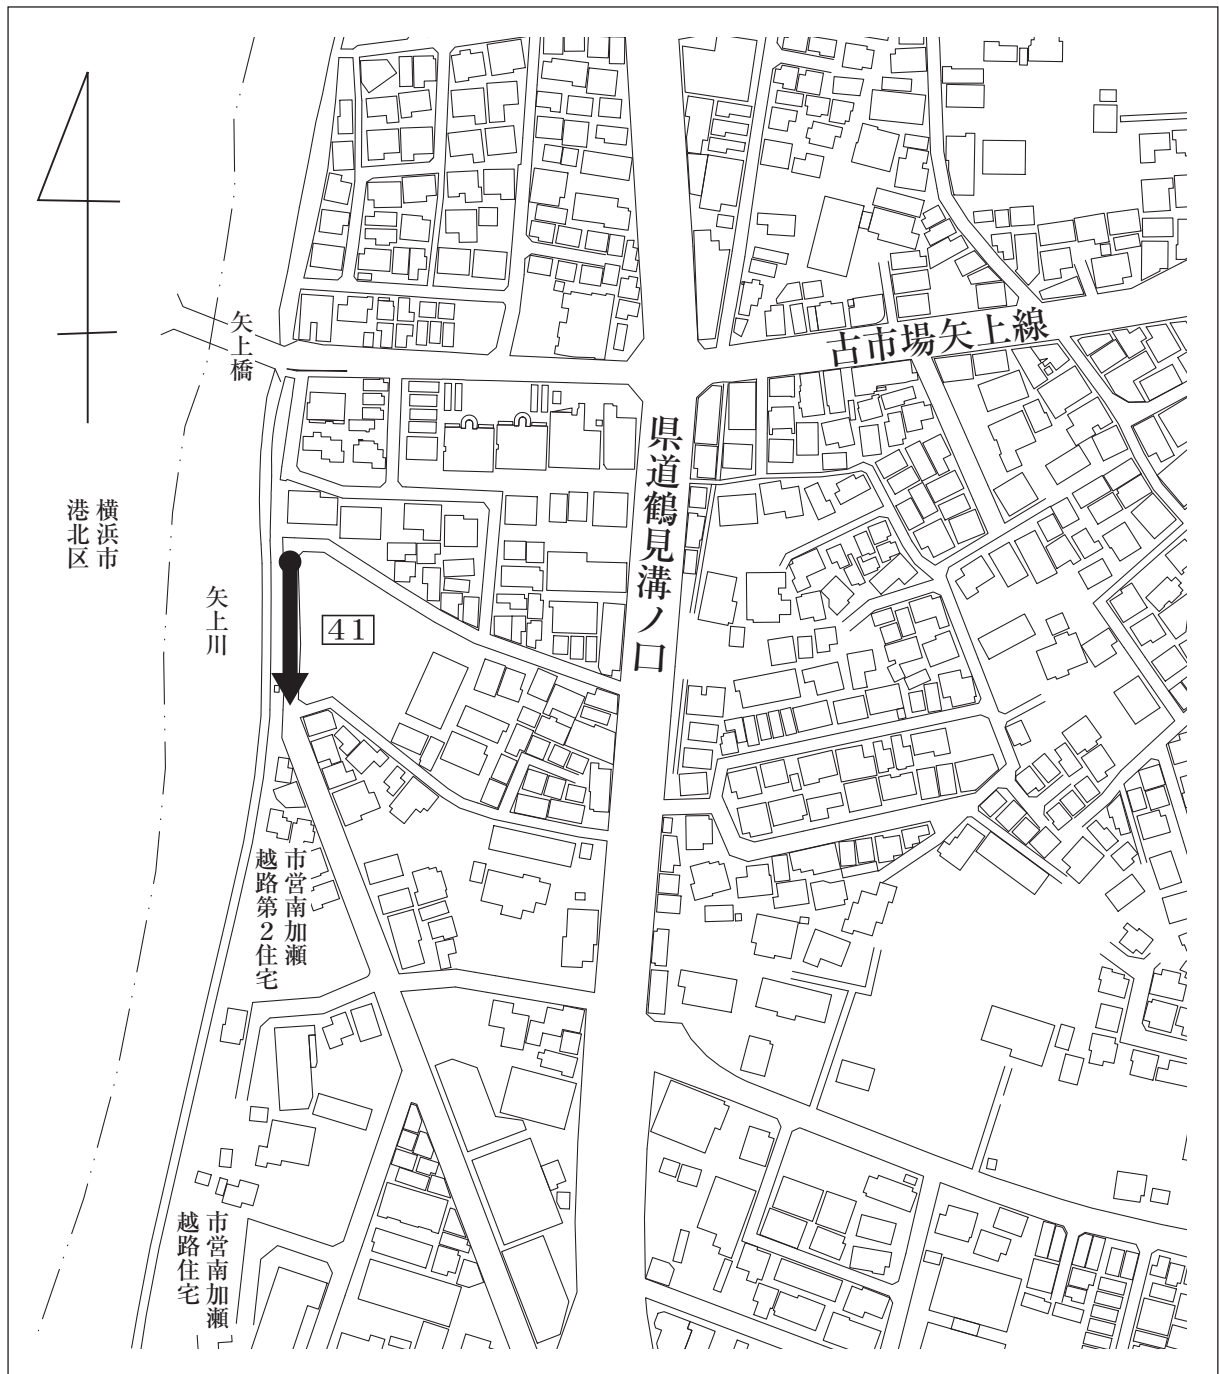 古市場矢上線
矢上橋
県道鶴見溝ノ口
横浜市
港北区
矢上川
41
市営南加瀬
越路第2住宅
市営南加瀬
越路住宅